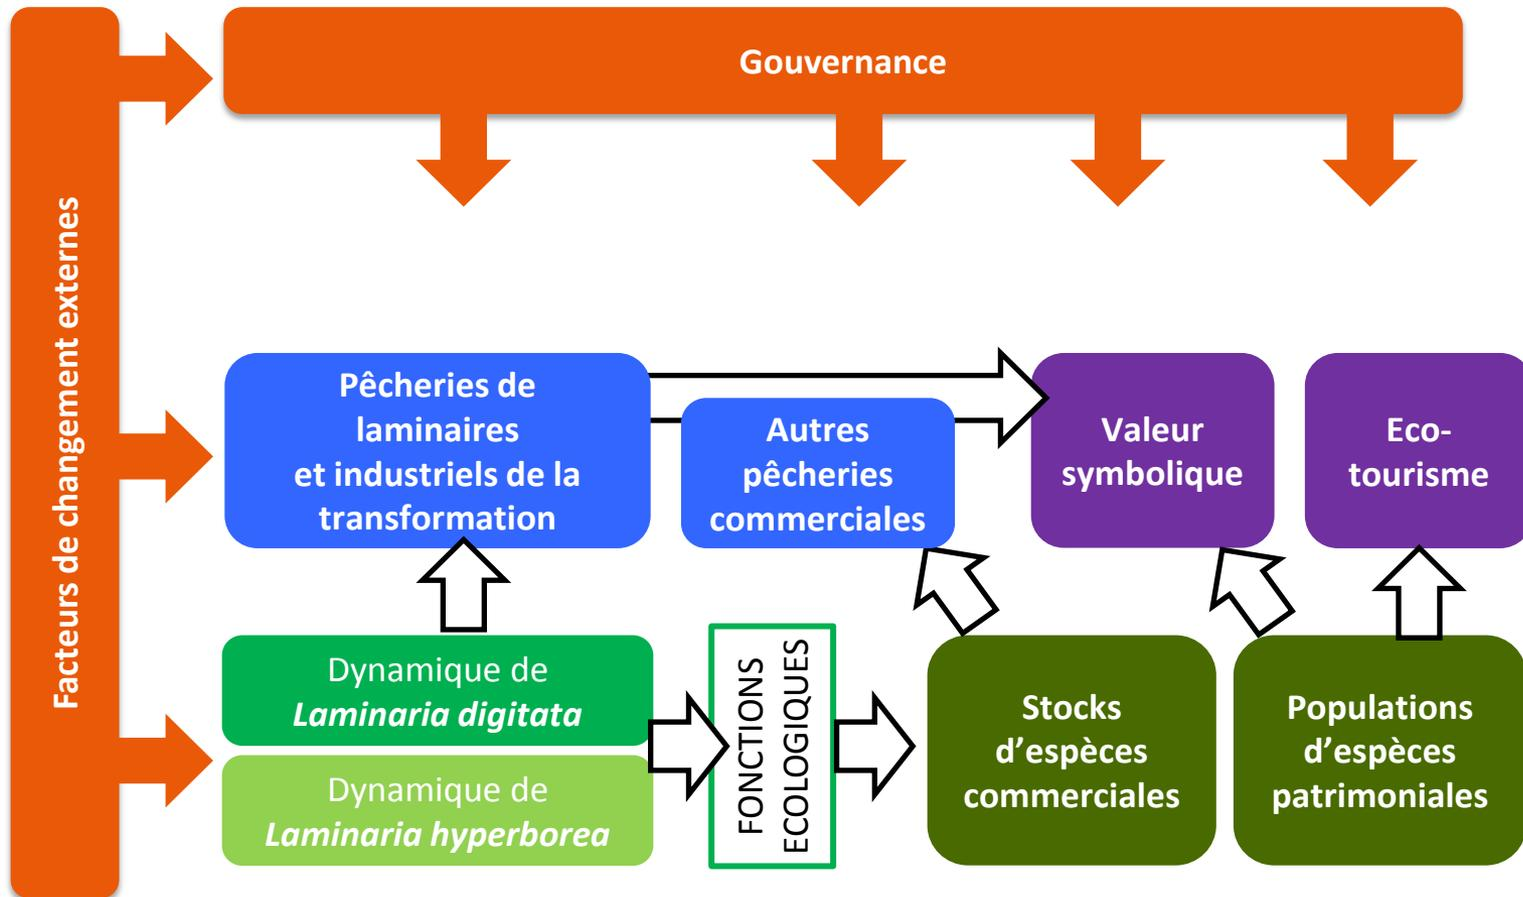 Gouvernance
Facteurs de changement externes
Pêcheries de
laminaires
et industriels de la
transformation
Autres
pêcheries
commerciales
Valeur
symbolique
Eco-
tourisme
Dynamique de
Laminaria digitata
Dynamique de
Laminaria hyperborea
FONCTIONS
ECOLOGIQUES
Stocks
d’espèces
commerciales
Populations
d’espèces
patrimoniales